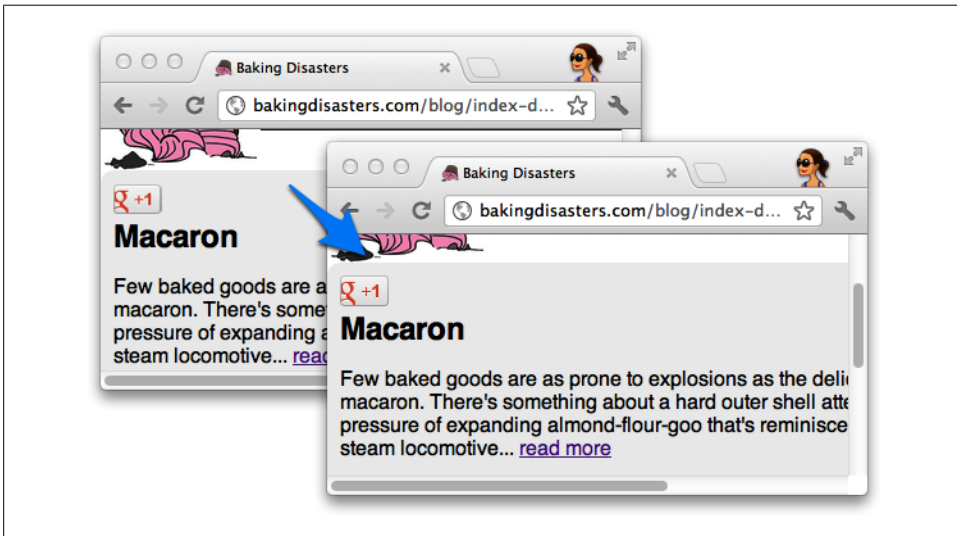 Baking Disasters
bakingdisasters.com/blog/index-d...
g +1
Macaron
Few baked goods are a
macaron. There's some
pressure of expanding
steam locomotive... read
Baking Disasters
bakingdisasters.com/blog/index-d...
g +1
Macaron
Few baked goods are as prone to explosions as the deli
macaron. There's something about a hard outer shell atte
pressure of expanding almond-flour-goo that's reminisce
steam locomotive... read more